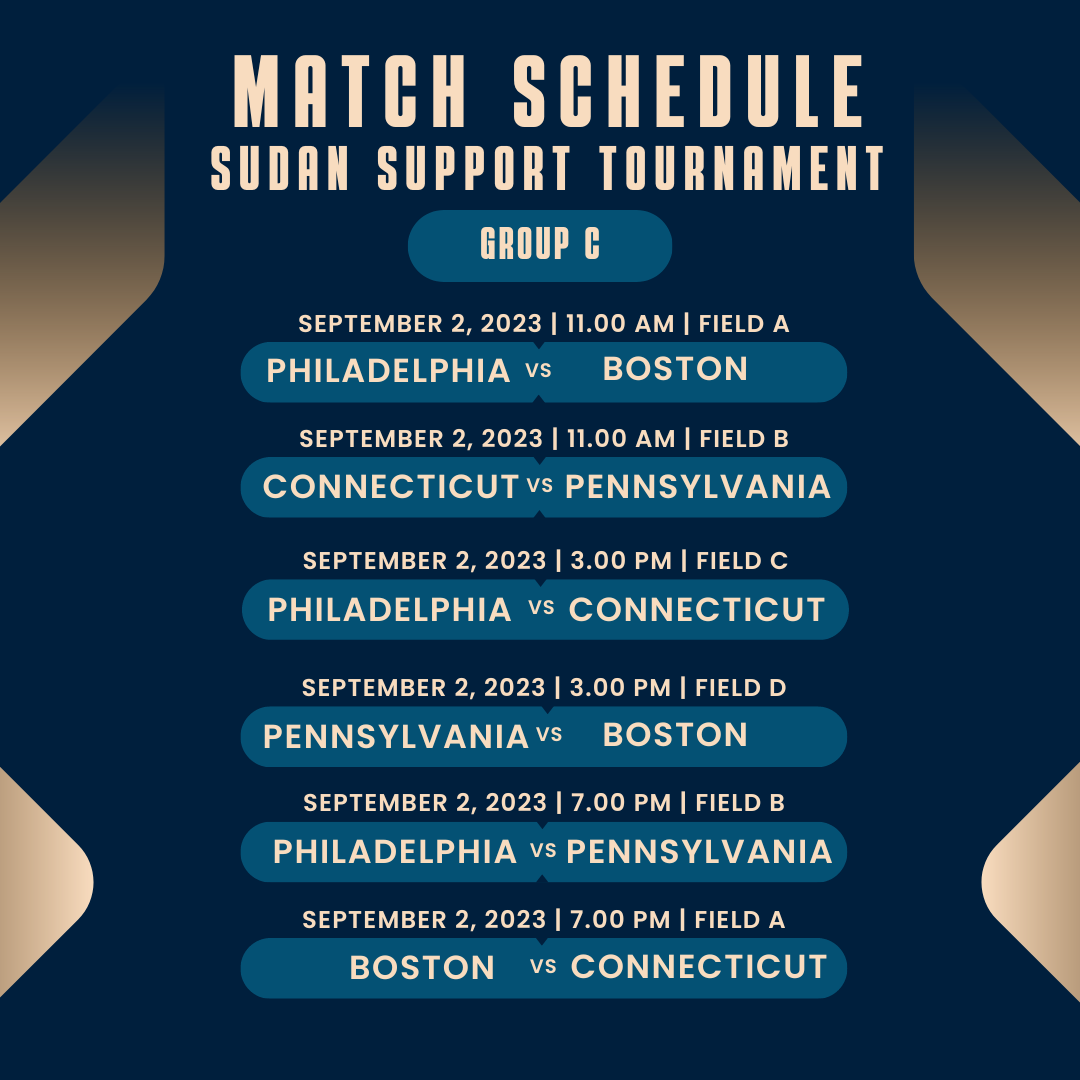 MATCH SCHEDULE
SUDAN SUPPORT TOURNAMENT
GROUP C
SEPTEMBER 2, 2023 | 11.00 AM | FIELD A
PHILADELPHIA VS BOSTON
SEPTEMBER 2, 2023 | 11.00 AM | FIELD B
CONNECTICUT VS PENNSYLVANIA
SEPTEMBER 2, 2023 | 3.00 PM | FIELD C
PHILADELPHIA VS CONNECTICUT
SEPTEMBER 2, 2023 | 3.00 PM | FIELD D
PENNSYLVANIA VS BOSTON
SEPTEMBER 2, 2023 | 7.00 PM | FIELD B
PHILADELPHIA VS PENNSYLVANIA
SEPTEMBER 2, 2023 | 7.00 PM | FIELD A
BOSTON VS CONNECTICUT